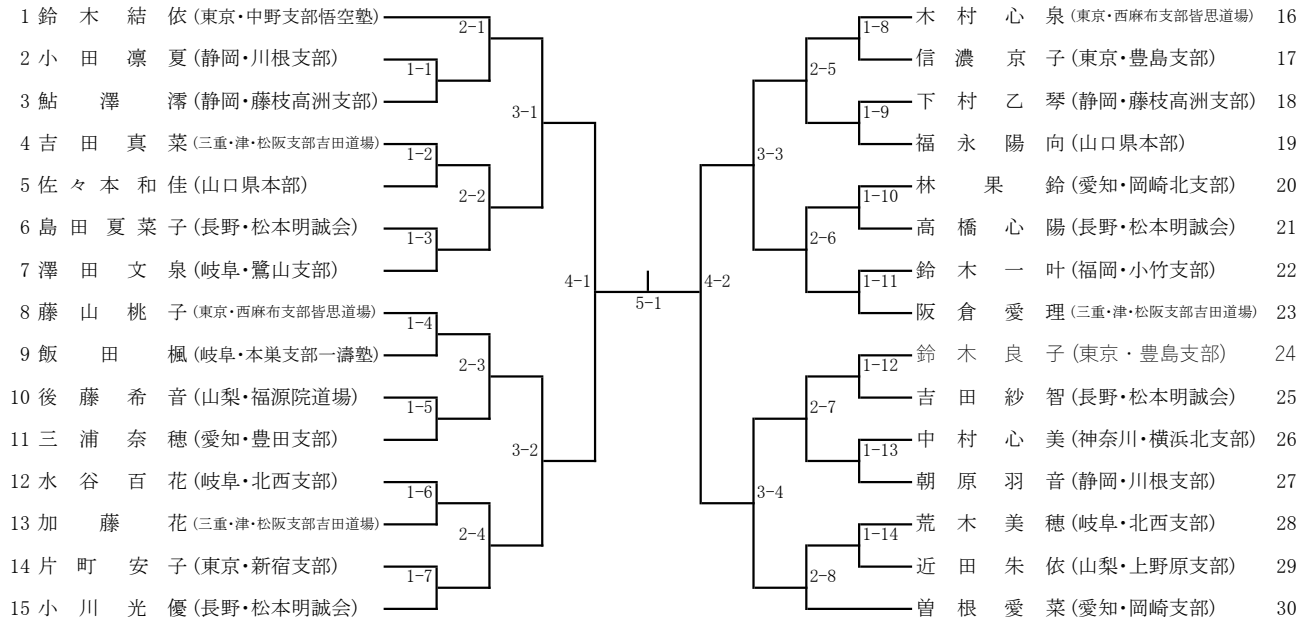 1 鈴木結依 (東京・中野支部悟空塾)
2 小田凛夏 (静岡・川根支部)
3 鮎澤澪 (静岡・藤枝高洲支部)
4 吉田真菜 (三重・津・松阪支部吉田道場)
5 佐々本和佳 (山口県本部)
6 島田夏菜子 (長野・松本明誠会)
7 澤田文泉 (岐阜・鷺山支部)
8 藤山桃子 (東京・西麻布支部皆思道場)
9 飯田楓 (岐阜・本巣支部一濤塾)
10 後藤希音 (山梨・福源院道場)
11 三浦奈穂 (愛知・豊田支部)
12 水谷百花 (岐阜・北西支部)
13 加藤花 (三重・津・松阪支部吉田道場)
14 片町安子 (東京・新宿支部)
15 小川光優 (長野・松本明誠会)
2-1
1-1
3-1
1-2
2-2
1-3
4-1
1-4
2-3
1-5
3-2
1-6
2-4
1-7
5-1
4-2
1-8
2-5
1-9
3-3
1-10
2-6
1-11
1-12
2-7
1-13
3-4
1-14
2-8
木村心泉 (東京・西麻布支部皆思道場) 16
信濃京子 (東京・豊島支部) 17
下村乙琴 (静岡・藤枝高洲支部) 18
福永陽向 (山口県本部) 19
林果鈴 (愛知・岡崎北支部) 20
高橋心陽 (長野・松本明誠会) 21
鈴木一叶 (福岡・小竹支部) 22
阪倉愛理 (三重・津・松阪支部吉田道場) 23
鈴木良子 (東京・豊島支部) 24
吉田紗智 (長野・松本明誠会) 25
中村心美 (神奈川・横浜北支部) 26
朝原羽音 (静岡・川根支部) 27
荒木美穂 (岐阜・北西支部) 28
近田朱依 (山梨・上野原支部) 29
曽根愛菜 (愛知・岡崎支部) 30